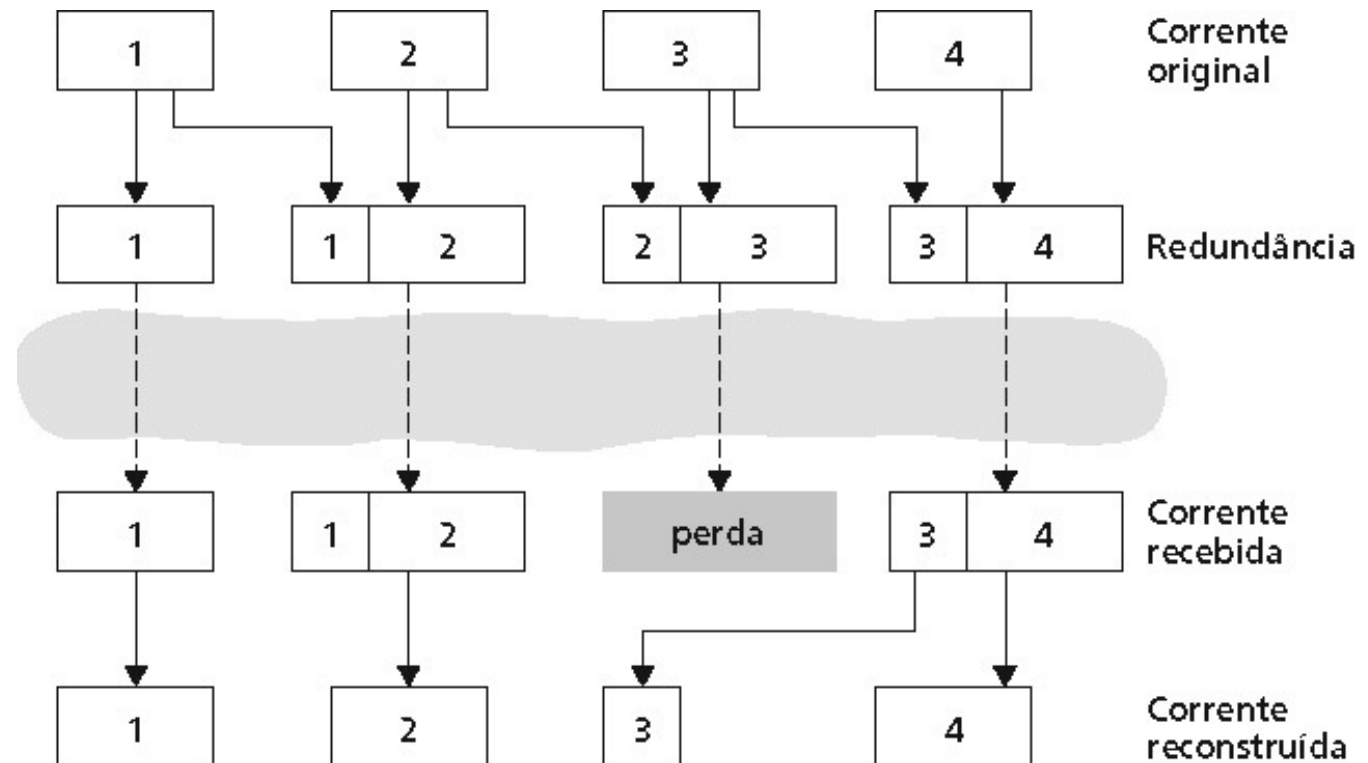 1 2 3 4 Corrente
original
1 1 2 2 3 3 4 Redundância
1 1 2 perda 3 4 Corrente
recebida
1 2 3 4 Corrente
reconstruída